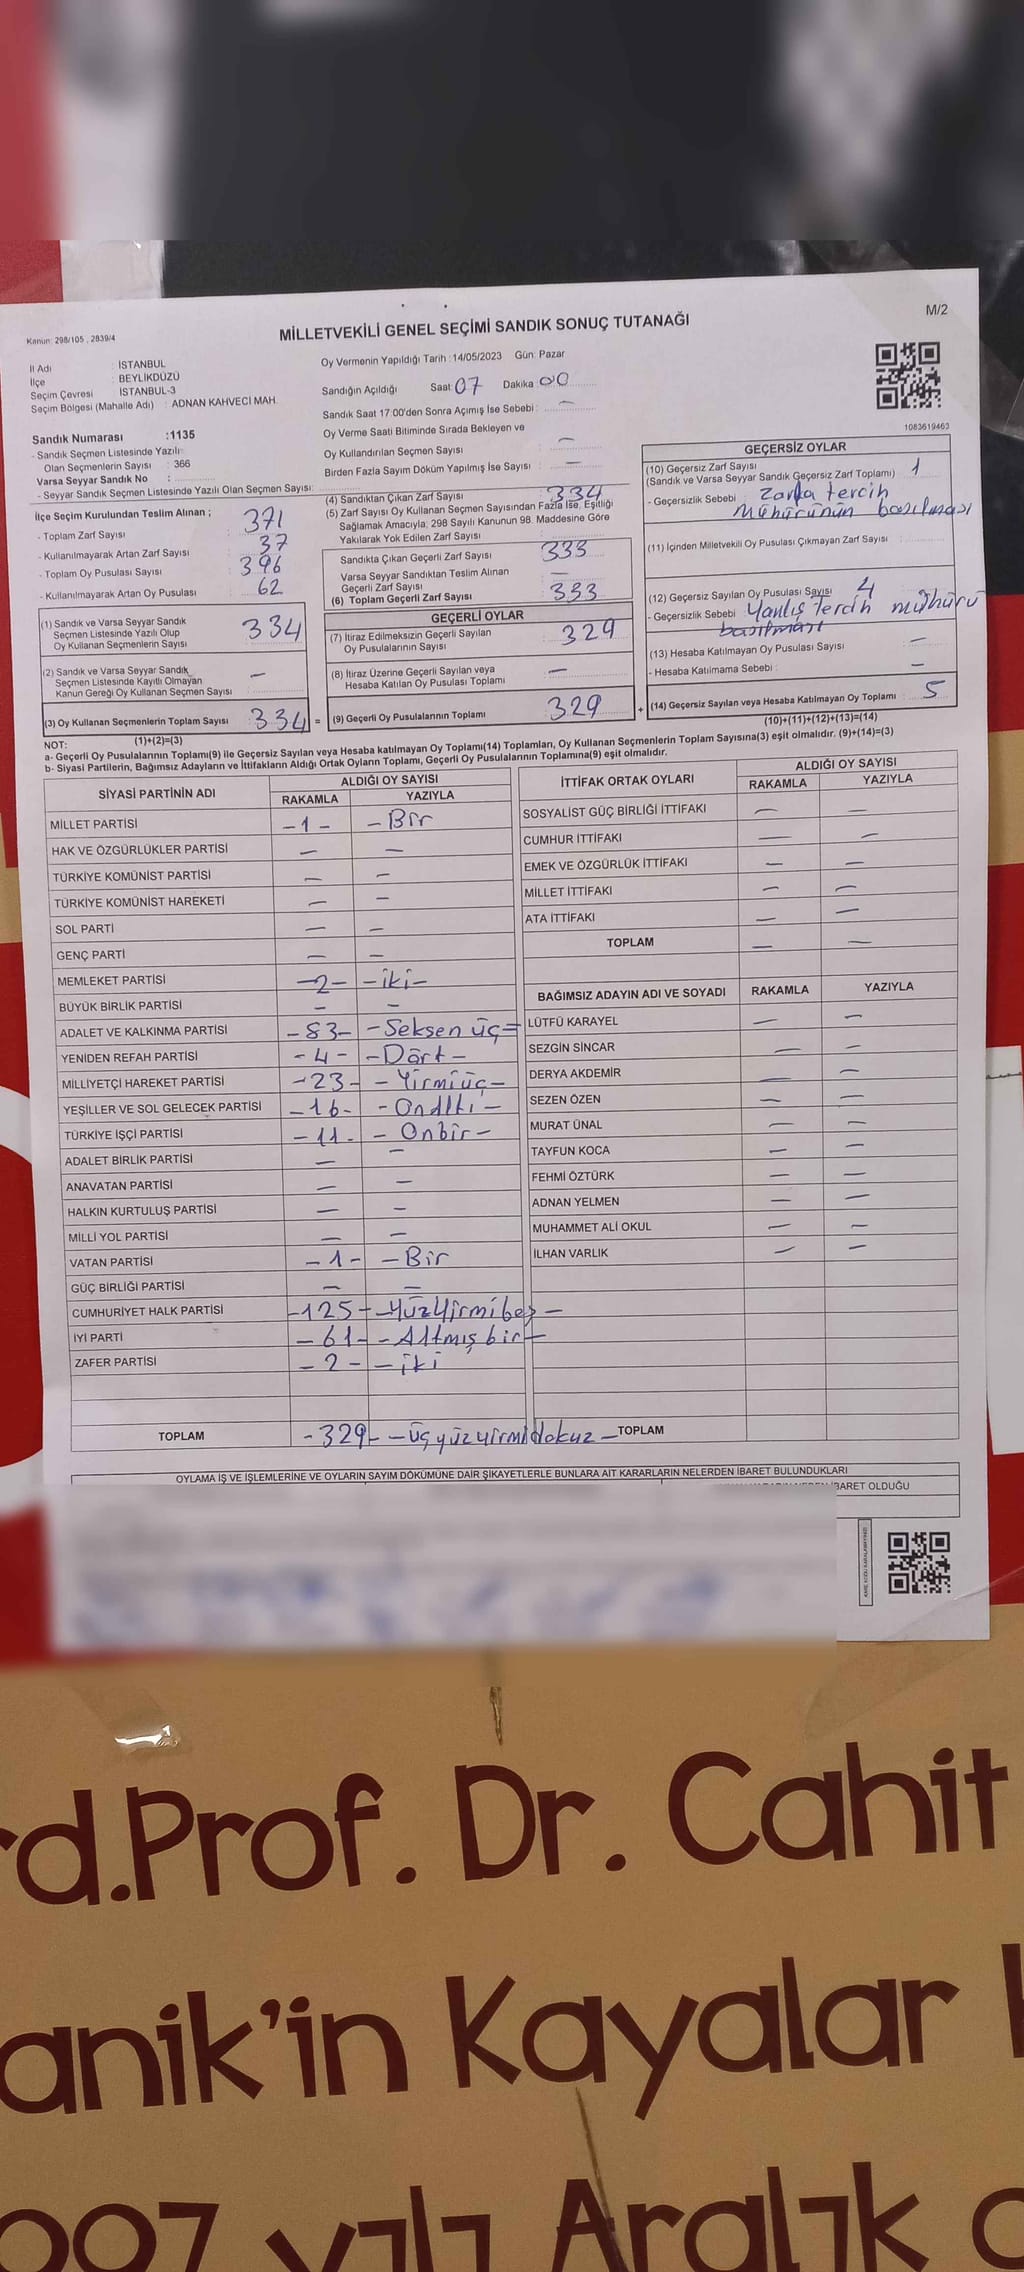 M/2
Kanun: 298/105 , 2839/4
MİLLETVEKİLİ GENEL SEÇİMİ SANDIK SONUÇ TUTANAĞI
İl Adı : İSTANBUL
İlçe : BEYLİKDÜZÜ
Seçim Çevresi : İSTANBUL-3
Seçim Bölgesi (Mahalle Adı) : ADNAN KAHVECİ MAH.
Sandık Numarası :1135
- Sandık Seçmen Listesinde Yazılı
Olan Seçmenlerin Sayısı : 366
Varsa Seyyar Sandık No :
- Seyyar Sandık Seçmen Listesinde Yazılı Olan Seçmen Sayısı:
Oy Vermenin Yapıldığı Tarih :14/05/2023 Gün: Pazar
Sandığın Açıldığı Saat: 07 Dakika 00
Sandık Saat 17:00'den Sonra Açımış İse Sebebi : —
Oy Verme Saati Bitiminde Sırada Bekleyen ve
Oy Kullandırılan Seçmen Sayısı : —
Birden Fazla Sayım Döküm Yapılmış İse Sayısı : —
1083619463
İlçe Seçim Kurulundan Teslim Alınan ;
- Toplam Zarf Sayısı 371
- Kullanılmayarak Artan Zarf Sayısı 37
- Toplam Oy Pusulası Sayısı 396
- Kullanılmayarak Artan Oy Pusulası 62
(1) Sandık ve Varsa Seyyar Sandık
Seçmen Listesinde Yazılı Olup
Oy Kullanan Seçmenlerin Sayısı 334
(2) Sandık ve Varsa Seyyar Sandık
Seçmen Listesinde Kayıtlı Olmayan
Kanun Gereği Oy Kullanan Seçmen Sayısı —
(3) Oy Kullanan Seçmenlerin Toplam Sayısı 334 =
(1)+(2)=(3)
(4) Sandıktan Çıkan Zarf Sayısı 334
(5) Zarf Sayısı Oy Kullanan Seçmen Sayısından Fazla İse, Eşitliği
Sağlamak Amacıyla; 298 Sayılı Kanunun 98. Maddesine Göre
Yakılarak Yok Edilen Zarf Sayısı :
Sandıkta Çıkan Geçerli Zarf Sayısı 333
Varsa Seyyar Sandıktan Teslim Alınan
Geçerli Zarf Sayısı —
(6) Toplam Geçerli Zarf Sayısı 333
GEÇERLİ OYLAR
(7) İtiraz Edilmeksizin Geçerli Sayılan
Oy Pusulalarının Sayısı 329
(8) İtiraz Üzerine Geçerli Sayılan veya
Hesaba Katılan Oy Pusulası Toplamı —
(9) Geçerli Oy Pusulalarının Toplamı 329 +
GEÇERSİZ OYLAR
(10) Geçersiz Zarf Sayısı
(Sandık ve Varsa Seyyar Sandık Geçersiz Zarf Toplamı) 1
- Geçersizlik Sebebi Zarfa tercih
mühürünün basılması
(11) İçinden Milletvekili Oy Pusulası Çıkmayan Zarf Sayısı :
(12) Geçersiz Sayılan Oy Pusulası Sayısı 4
- Geçersizlik Sebebi Yanlış Tercih mühürü
basılması
(13) Hesaba Katılmayan Oy Pusulası Sayısı —
- Hesaba Katılmama Sebebi : —
(14) Geçersiz Sayılan veya Hesaba Katılmayan Oy Toplamı 5
(10)+(11)+(12)+(13)=(14)
NOT:
a- Geçerli Oy Pusulalarının Toplamı(9) ile Geçersiz Sayılan veya Hesaba katılmayan Oy Toplamı(14) Toplamları, Oy Kullanan Seçmenlerin Toplam Sayısına(3) eşit olmalıdır. (9)+(14)=(3)
b- Siyasi Partilerin, Bağımsız Adayların ve İttifakların Aldığı Ortak Oyların Toplamı, Geçerli Oy Pusulalarının Toplamına(9) eşit olmalıdır.
SİYASİ PARTİNİN ADI ALDIĞI OY SAYISI
RAKAMLA YAZIYLA
MİLLET PARTİSİ -1- -Bir
HAK VE ÖZGÜRLÜKLER PARTİSİ — —
TÜRKİYE KOMÜNİST PARTİSİ — —
TÜRKİYE KOMÜNİST HAREKETİ — —
SOL PARTİ — —
GENÇ PARTİ — —
MEMLEKET PARTİSİ -2- -iki-
BÜYÜK BİRLİK PARTİSİ — —
ADALET VE KALKINMA PARTİSİ -83- -Seksen üç=
YENİDEN REFAH PARTİSİ -4- -Dört-
MİLLİYETÇİ HAREKET PARTİSİ -23- -Yirmiüç-
YEŞİLLER VE SOL GELECEK PARTİSİ -16- -Onaltı-
TÜRKİYE İŞÇİ PARTİSİ -11- - Onbir-
ADALET BİRLİK PARTİSİ — —
ANAVATAN PARTİSİ — —
HALKIN KURTULUŞ PARTİSİ — —
MİLLİ YOL PARTİSİ — —
VATAN PARTİSİ -1- -Bir
GÜÇ BİRLİĞİ PARTİSİ — —
CUMHURİYET HALK PARTİSİ -125- -Yüzyirmibeş-
İYİ PARTİ -61- -Altmış bir-
ZAFER PARTİSİ -2- -iki
TOPLAM -329- -üçyüzyirmidokuz-
İTTİFAK ORTAK OYLARI ALDIĞI OY SAYISI
RAKAMLA YAZIYLA
SOSYALİST GÜÇ BİRLİĞİ İTTİFAKI — —
CUMHUR İTTİFAKI — —
EMEK VE ÖZGÜRLÜK İTTİFAKI — —
MİLLET İTTİFAKI — —
ATA İTTİFAKI — —
TOPLAM — —
BAĞIMSIZ ADAYIN ADI VE SOYADI RAKAMLA YAZIYLA
LÜTFÜ KARAYEL — —
SEZGİN SİNCAR — —
DERYA AKDEMİR — —
SEZEN ÖZEN — —
MURAT ÜNAL — —
TAYFUN KOCA — —
FEHMİ ÖZTÜRK — —
ADNAN YELMEN — —
MUHAMMET ALİ OKUL — —
İLHAN VARLIK — —
TOPLAM
OYLAMA İŞ VE İŞLEMLERİNE VE OYLARIN SAYIM DÖKÜMÜNE DAİR ŞİKAYETLERLE BUNLARA AİT KARARLARIN NELERDEN İBARET BULUNDUKLARI
İBARET OLDUĞU
rd.Prof. Dr. Cahit
anik'in Kayalar
007 yılı Aralık